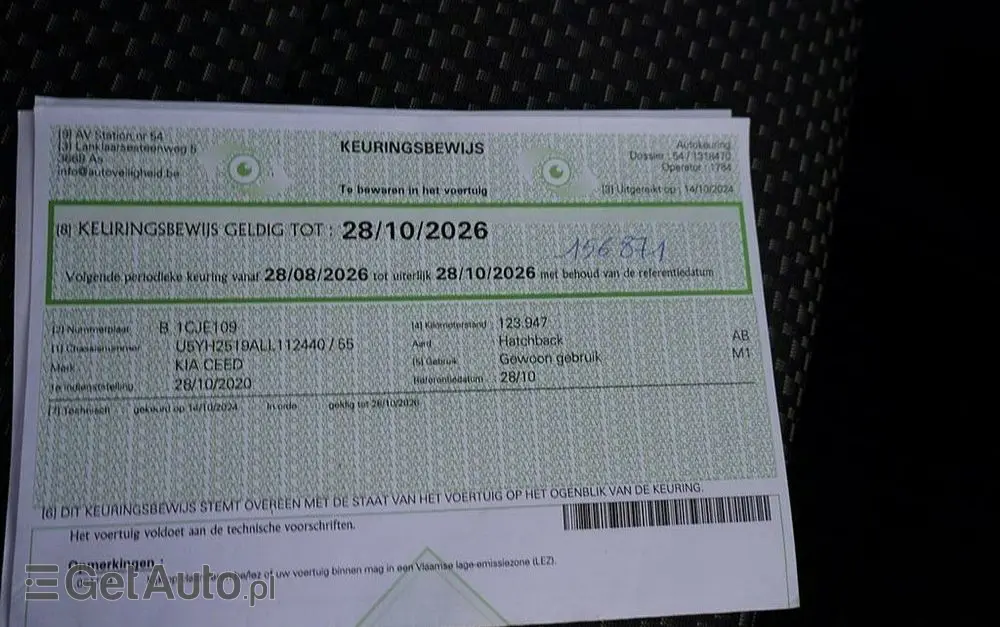 [9] AV Station nr 54
[3] Lanklaarsesteenweg 5
3668 As
info@autoveiligheid.be
KEURINGSBEWIJS
Te bewaren in het voertuig
Autokeuring
Dossier : 54 / 1318470
Operator : 1784
[3] Uitgereikt op : 14/10/2024
[8] KEURINGSBEWIJS GELDIG TOT : 28/10/2026
156871
Volgende periodieke keuring vanaf 28/08/2026 tot uiterlijk 28/10/2026 met behoud van de referentiedatum
[2] Nummerplaat B 1CJE109
[1] Chassisnummer U5YH2519ALL112440 / 55
Merk KIA CEED
1e indienststelling 28/10/2020
[4] Kilometerstand : 123.947
Aard : Hatchback AB
[5] Gebruik : Gewoon gebruik M1
Referentiedatum : 28/10
[7] Technisch : gekeurd op 14/10/2024 In orde geldig tot 28/10/2026
[6] DIT KEURINGSBEWIJS STEMT OVEREEN MET DE STAAT VAN HET VOERTUIG OP HET OGENBLIK VAN DE KEURING.
Het voertuig voldoet aan de technische voorschriften.
Opmerkingen :
of uw voertuig binnen mag in een Vlaamse lage-emissiezone (LEZ).
GetAuto.pl